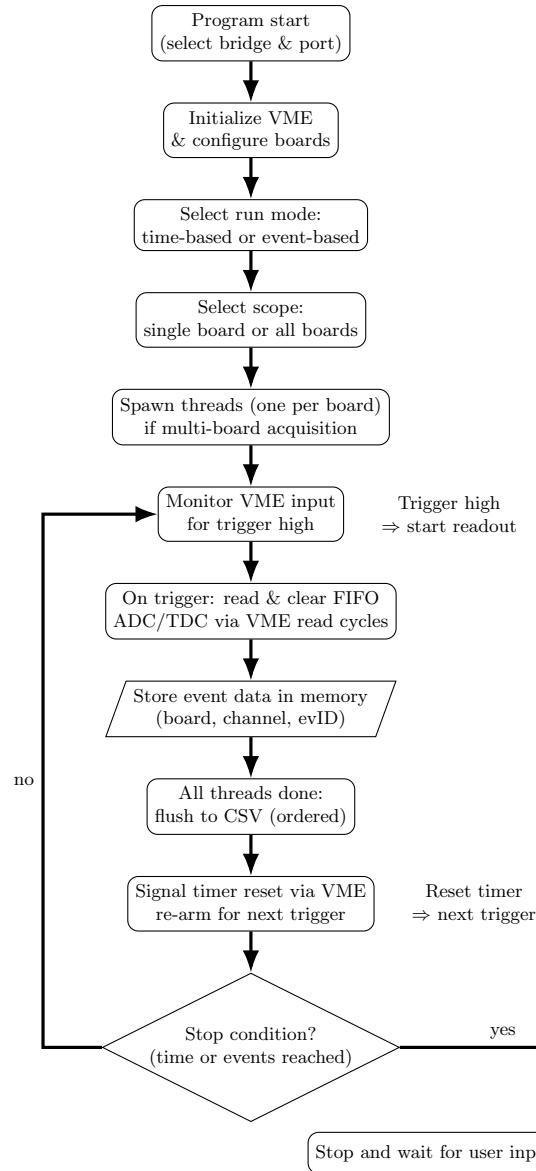 Program start
(select bridge & port)
Initialize VME
& configure boards
Select run mode:
time-based or event-based
Select scope:
single board or all boards
Spawn threads (one per board)
if multi-board acquisition
Monitor VME input
for trigger high
Trigger high
⇒ start readout
On trigger: read & clear FIFO
ADC/TDC via VME read cycles
Store event data in memory
(board, channel, evID)
no
All threads done:
flush to CSV (ordered)
Signal timer reset via VME
re-arm for next trigger
Reset timer
⇒ next trigger
Stop condition?
(time or events reached)
yes
Stop and wait for user inp